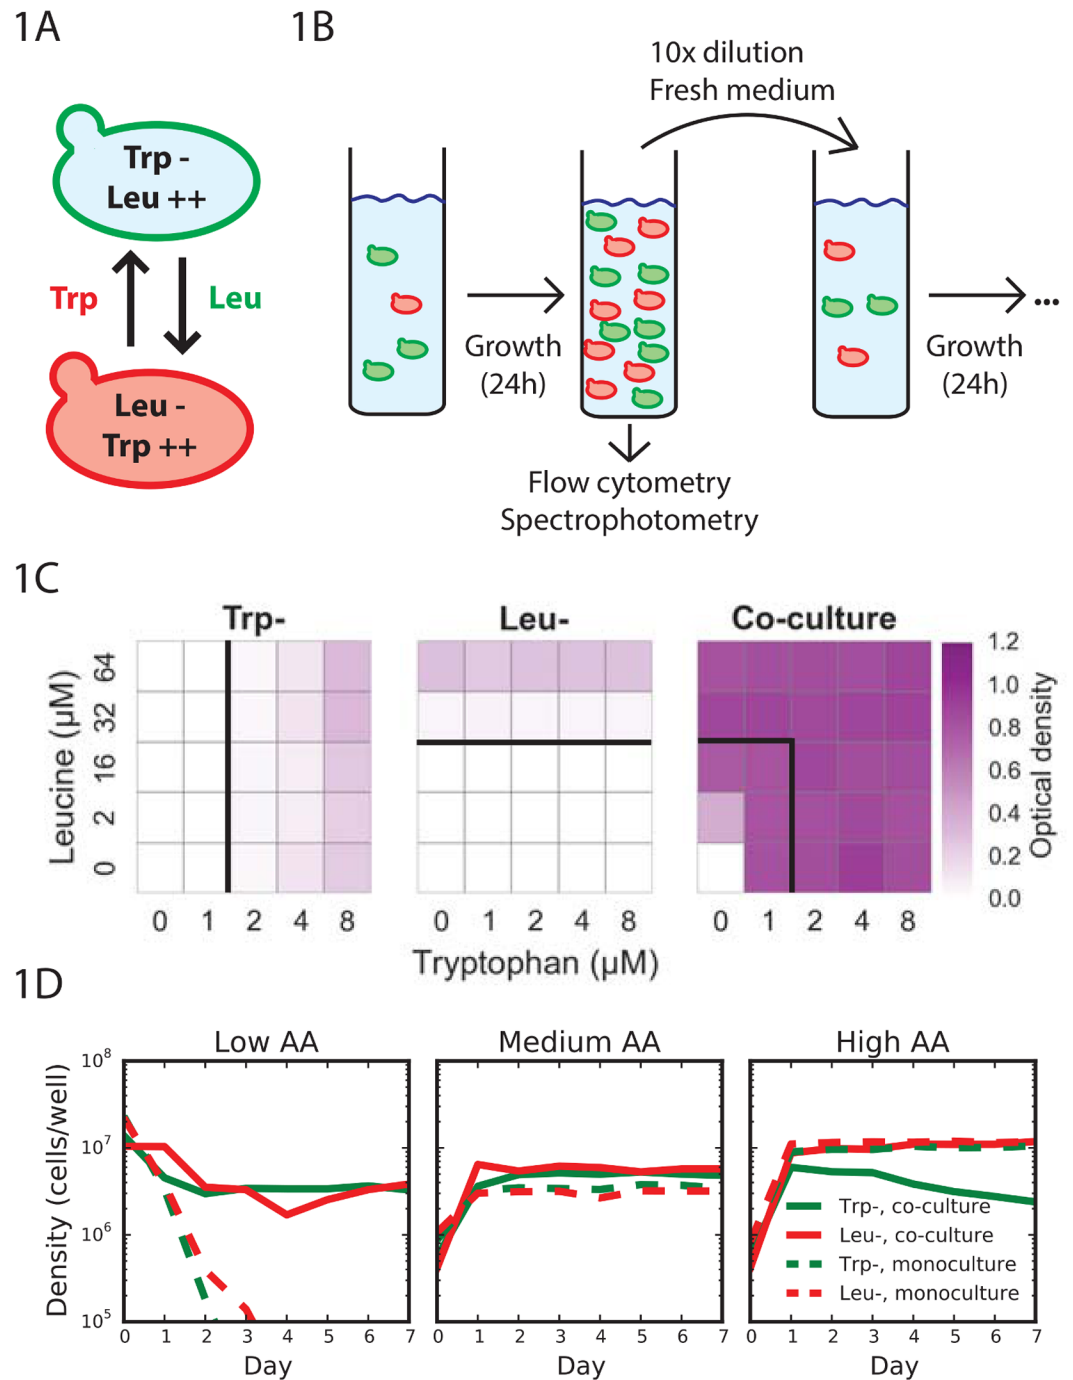 1A
Trp -
Leu ++
Trp
Leu
Leu -
Trp ++
1B
10x dilution
Fresh medium
Growth
(24h)
Growth
(24h)
...
Flow cytometry
Spectrophotometry
1C
Trp-
Leu-
Co-culture
Leucine (µM)
64
32
16
2
0
0 1 2 4 8
0 1 2 4 8
0 1 2 4 8
Tryptophan (µM)
1.2
1.0
0.8
0.6
0.4
0.2
0.0
Optical density
1D
Low AA
Medium AA
High AA
Density (cells/well)
10⁸
10⁷
10⁶
10⁵
0 1 2 3 4 5 6 7
0 1 2 3 4 5 6 7
0 1 2 3 4 5 6 7
Day
Day
Day
Trp-, co-culture
Leu-, co-culture
Trp-, monoculture
Leu-, monoculture